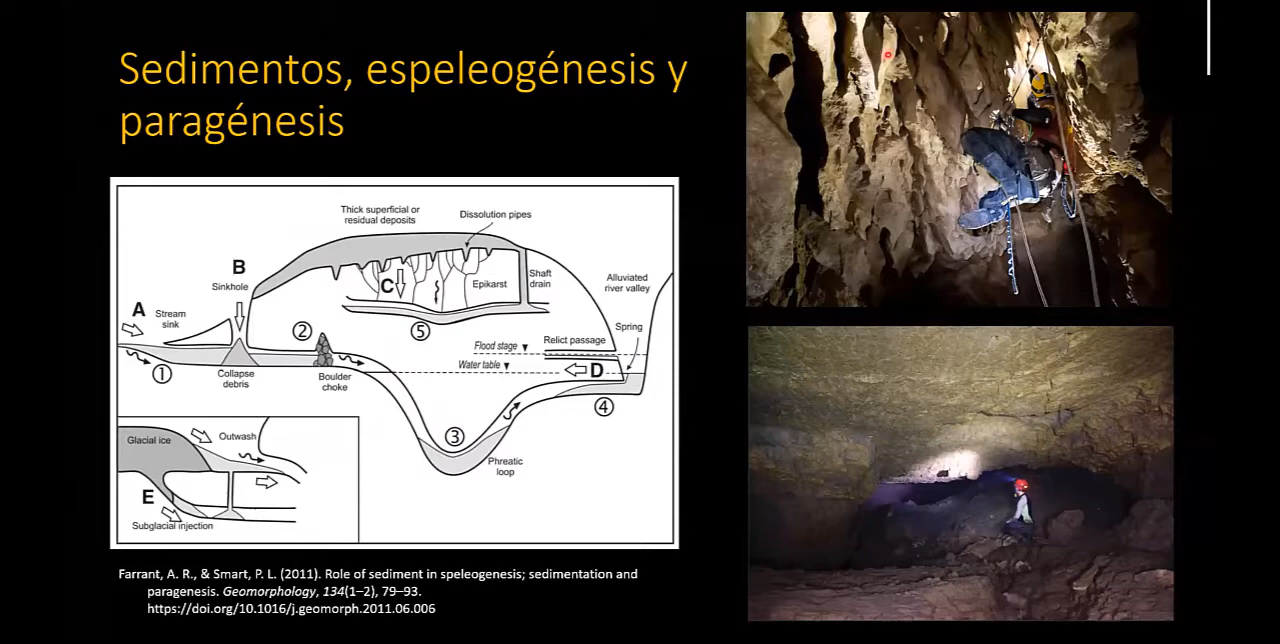 Sedimentos, espeleogénesis y
paragénesis
Thick superficial or
residual deposits
Dissolution pipes
B
Sinkhole
C
Epikarst
Shaft
drain
Alluviated
river valley
A
Stream
sink
Spring
②
⑤
Flood stage ▼
Relict passage
Water table ▼
D
①
Collapse
debris
Boulder
choke
④
③
Phreatic
loop
Glacial ice
Outwash
E
Subglacial injection
Farrant, A. R., & Smart, P. L. (2011). Role of sediment in speleogenesis; sedimentation and
paragenesis. Geomorphology, 134(1–2), 79–93.
https://doi.org/10.1016/j.geomorph.2011.06.006